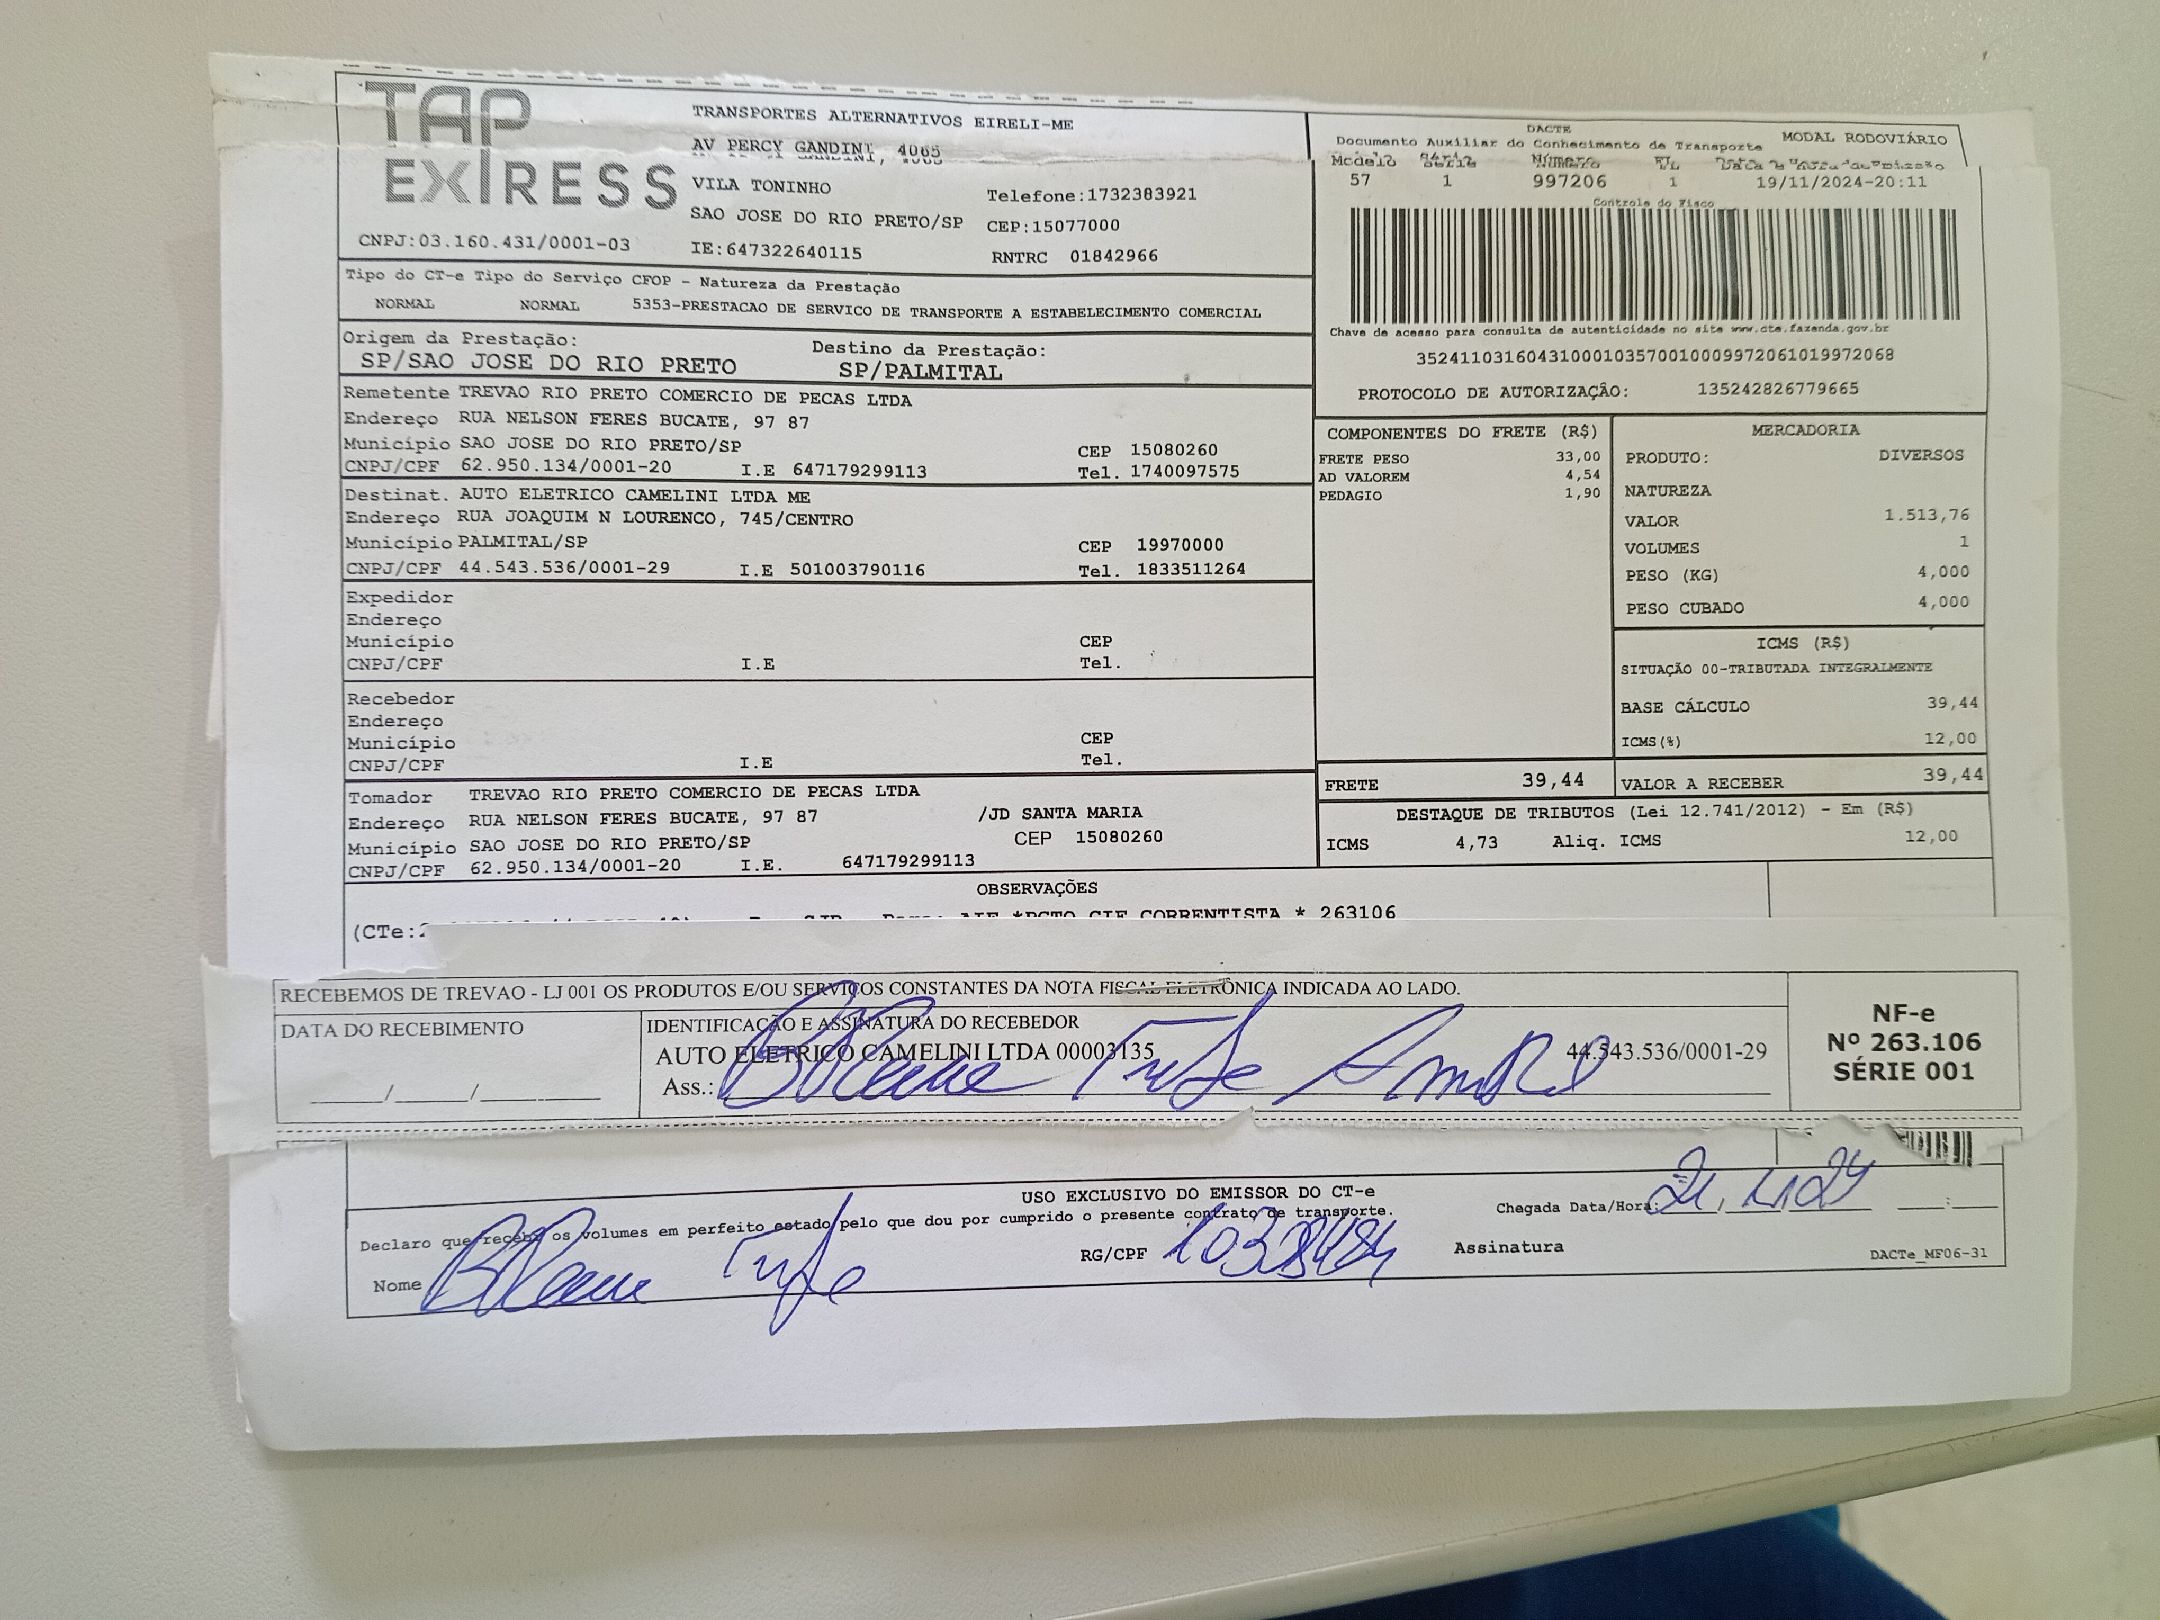 TAP EXPRESS
TRANSPORTES ALTERNATIVOS EIRELI-ME
AV PERCY GANDINI, 4065
VILA TONINHO
Telefone:1732383921
SAO JOSE DO RIO PRETO/SP CEP:15077000
CNPJ:03.160.431/0001-03 IE:647322640115 RNTRC 01842966
DACTE
Documento Auxiliar do Conhecimento de Transporte MODAL RODOVIÁRIO
Modelo Série Número FL Data e Hora da Emissão
57 1 997206 1 19/11/2024-20:11
Controle do Fisco
Chave de acesso para consulta de autenticidade no site www.cte.fazenda.gov.br
35241103160431000103570010009972061019972068
PROTOCOLO DE AUTORIZAÇÃO: 135242826779665
Tipo do CT-e Tipo do Serviço CFOP - Natureza da Prestação
NORMAL NORMAL 5353-PRESTACAO DE SERVICO DE TRANSPORTE A ESTABELECIMENTO COMERCIAL
Origem da Prestação: Destino da Prestação:
SP/SAO JOSE DO RIO PRETO SP/PALMITAL
Remetente TREVAO RIO PRETO COMERCIO DE PECAS LTDA
Endereço RUA NELSON FERES BUCATE, 97 87
Município SAO JOSE DO RIO PRETO/SP CEP 15080260
CNPJ/CPF 62.950.134/0001-20 I.E 647179299113 Tel. 1740097575
Destinat. AUTO ELETRICO CAMELINI LTDA ME
Endereço RUA JOAQUIM N LOURENCO, 745/CENTRO
Município PALMITAL/SP CEP 19970000
CNPJ/CPF 44.543.536/0001-29 I.E 501003790116 Tel. 1833511264
Expedidor
Endereço
Município CEP
CNPJ/CPF I.E Tel.
Recebedor
Endereço
Município CEP
CNPJ/CPF I.E Tel.
Tomador TREVAO RIO PRETO COMERCIO DE PECAS LTDA
Endereço RUA NELSON FERES BUCATE, 97 87 /JD SANTA MARIA
Município SAO JOSE DO RIO PRETO/SP CEP 15080260
CNPJ/CPF 62.950.134/0001-20 I.E. 647179299113
COMPONENTES DO FRETE (R$)
FRETE PESO 33,00
AD VALOREM 4,54
PEDAGIO 1,90
MERCADORIA
PRODUTO: DIVERSOS
NATUREZA
VALOR 1.513,76
VOLUMES 1
PESO (KG) 4,000
PESO CUBADO 4,000
ICMS (R$)
SITUAÇÃO 00-TRIBUTADA INTEGRALMENTE
BASE CÁLCULO 39,44
ICMS(%) 12,00
FRETE 39,44 VALOR A RECEBER 39,44
DESTAQUE DE TRIBUTOS (Lei 12.741/2012) - Em (R$)
ICMS 4,73 Aliq. ICMS 12,00
OBSERVAÇÕES
CIF CORRENTISTA * 263106
(CTe:
RECEBEMOS DE TREVAO - LJ 001 OS PRODUTOS E/OU SERVIÇOS CONSTANTES DA NOTA FISCAL ELETRÔNICA INDICADA AO LADO.
DATA DO RECEBIMENTO
___/___/_____
IDENTIFICAÇÃO E ASSINATURA DO RECEBEDOR
AUTO ELETRICO CAMELINI LTDA 00003135 44.543.536/0001-29
Ass.:
NF-e
Nº 263.106
SÉRIE 001
USO EXCLUSIVO DO EMISSOR DO CT-e
Declaro que recebi os volumes em perfeito estado pelo que dou por cumprido o presente contrato de transporte.
Chegada Data/Hora:
Nome
RG/CPF
Assinatura
DACTe_MF06-31